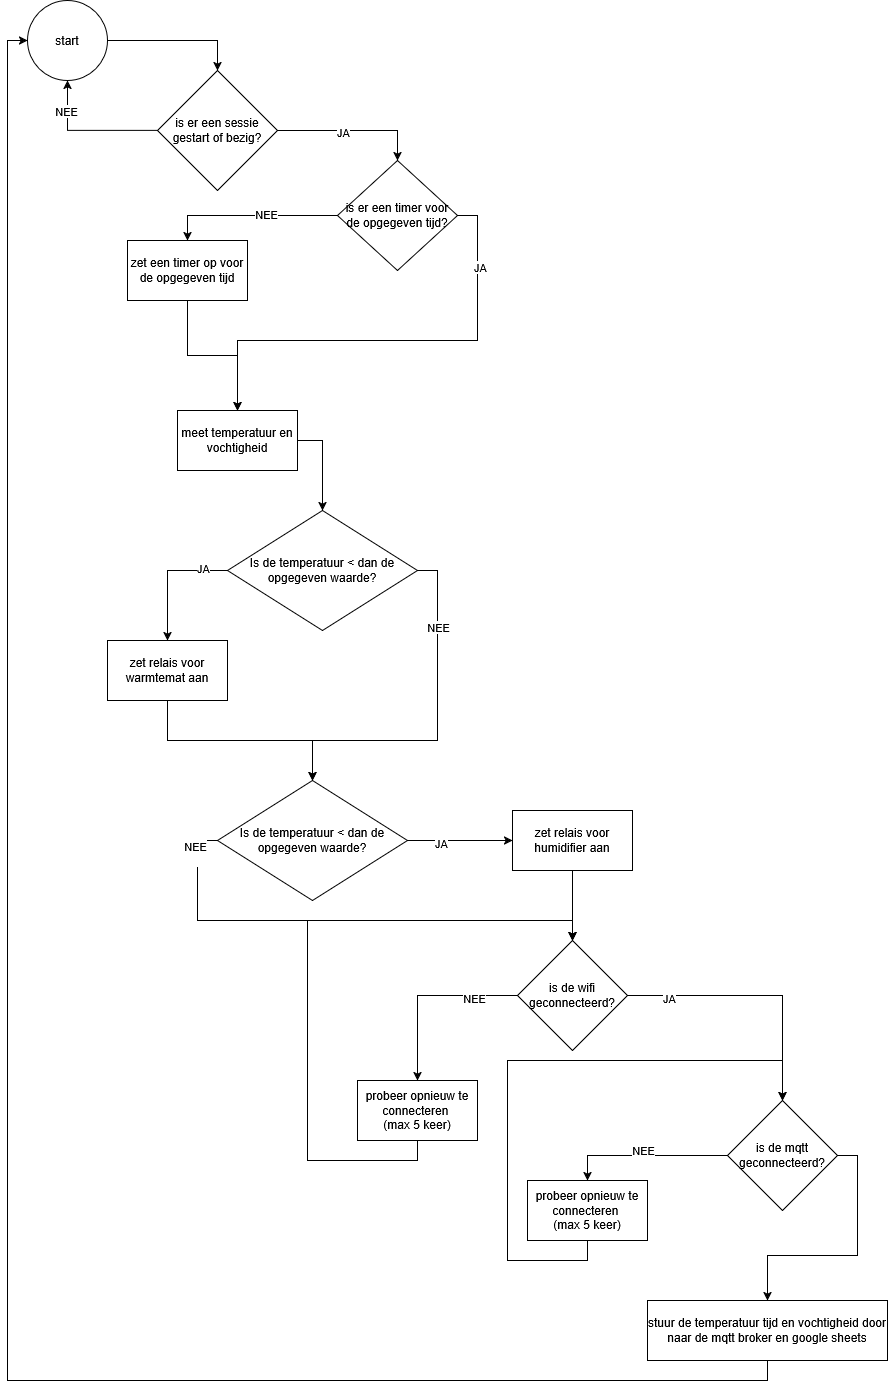 start
is er een sessie
gestart of bezig?
NEE
JA
is er een timer voor
de opgegeven tijd?
NEE
JA
zet een timer op voor
de opgegeven tijd
meet temperatuur en
vochtigheid
Is de temperatuur < dan de
opgegeven waarde?
JA
NEE
zet relais voor
warmtemat aan
Is de temperatuur < dan de
opgegeven waarde?
NEE
JA
zet relais voor
humidifier aan
is de wifi
geconnecteerd?
NEE
JA
probeer opnieuw te
connecteren
(max 5 keer)
is de mqtt
geconnecteerd?
NEE
probeer opnieuw te
connecteren
(max 5 keer)
stuur de temperatuur tijd en vochtigheid door
naar de mqtt broker en google sheets